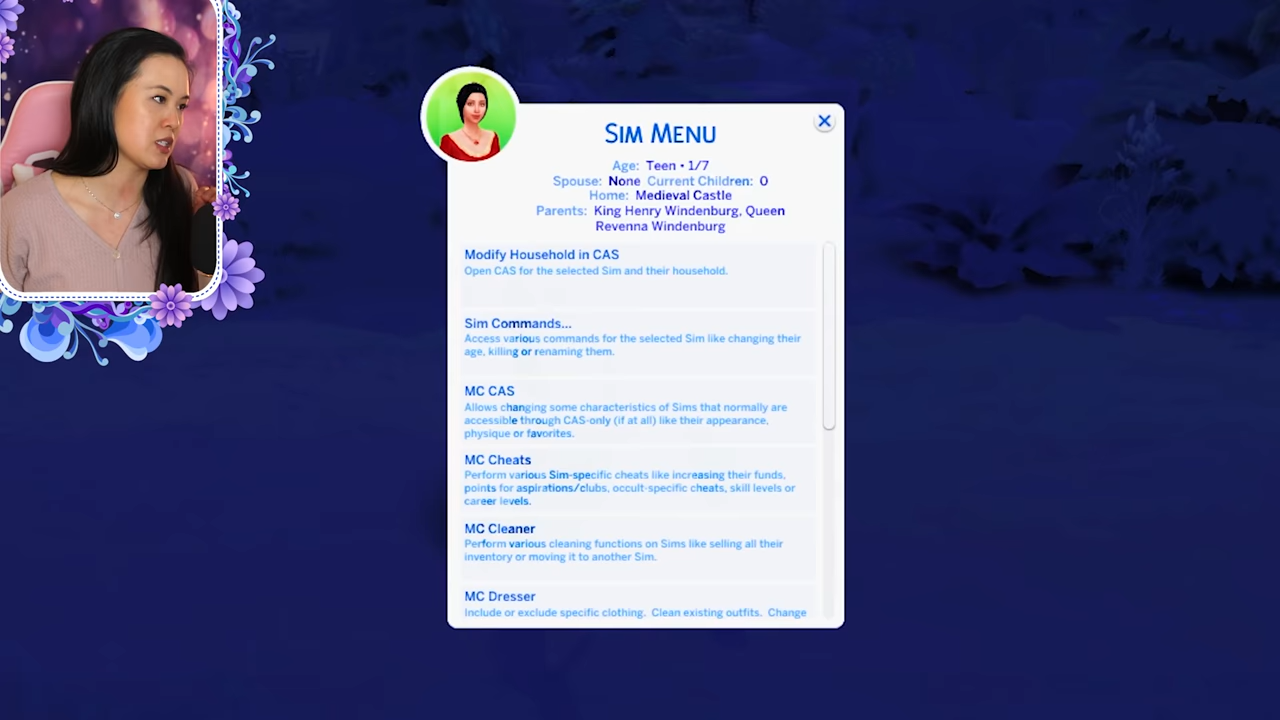 SIM MENU
Age: Teen • 1/7
Spouse: None Current Children: 0
Home: Medieval Castle
Parents: King Henry Windenburg, Queen
Revenna Windenburg
Modify Household in CAS
Open CAS for the selected Sim and their household.
Sim Commands...
Access various commands for the selected Sim like changing their
age, killing or renaming them.
MC CAS
Allows changing some characteristics of Sims that normally are
accessible through CAS-only (if at all) like their appearance,
physique or favorites.
MC Cheats
Perform various Sim-specific cheats like increasing their funds,
points for aspirations/clubs, occult-specific cheats, skill levels or
career levels.
MC Cleaner
Perform various cleaning functions on Sims like selling all their
inventory or moving it to another Sim.
MC Dresser
Include or exclude specific clothing. Clean existing outfits. Change